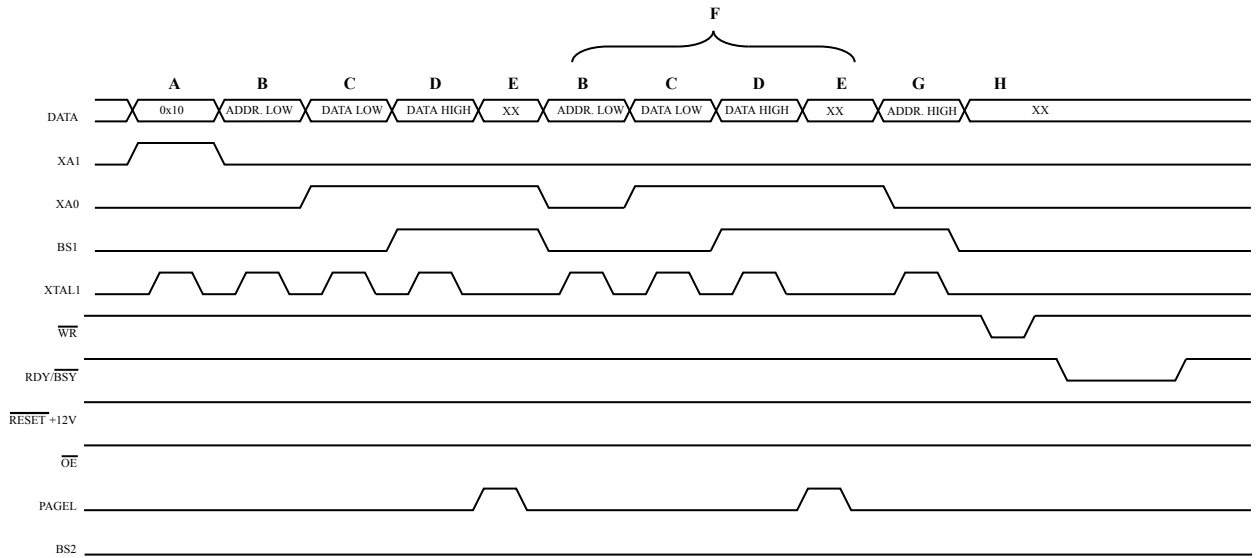 F
A B C D E B C D E G H
DATA 0x10 ADDR. LOW DATA LOW DATA HIGH XX ADDR. LOW DATA LOW DATA HIGH XX ADDR. HIGH XX
XA1
XA0
BS1
XTAL1
WR
RDY/BSY
RESET +12V
OE
PAGEL
BS2